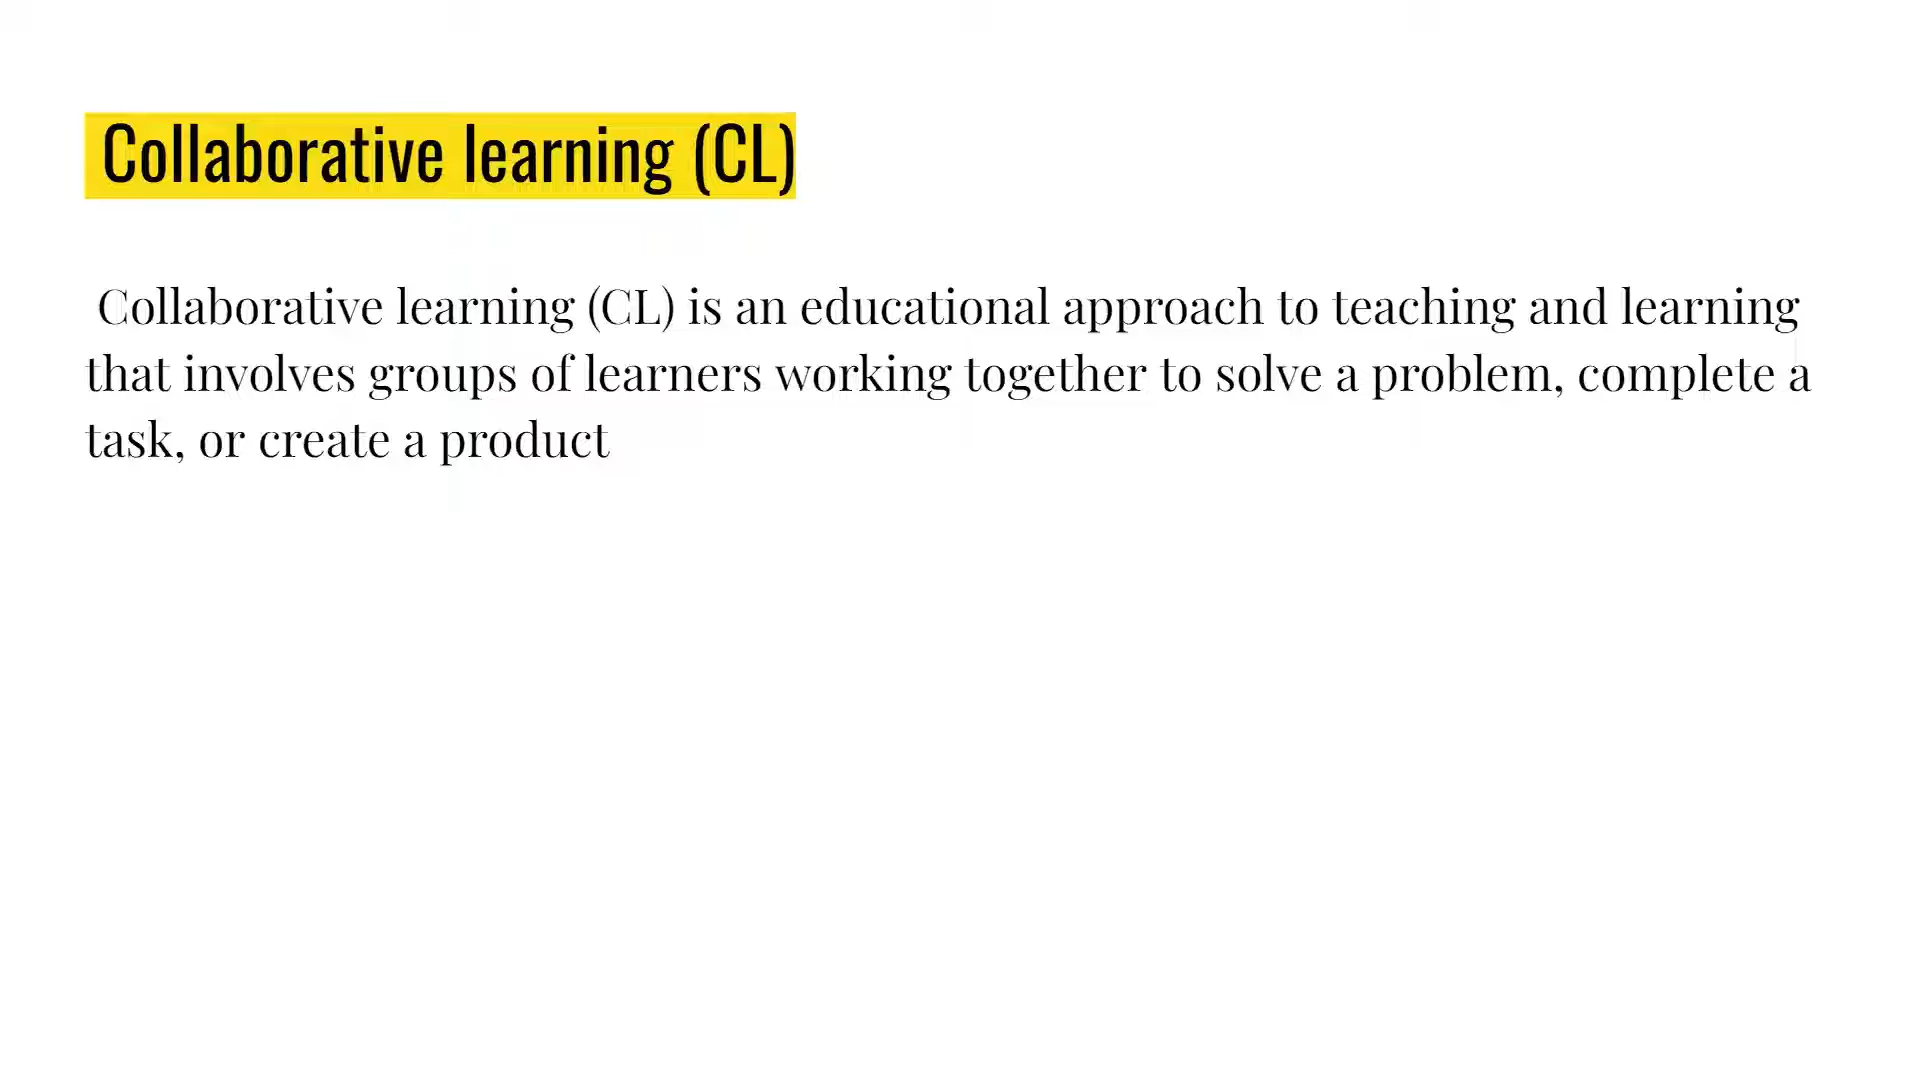 Collaborative learning (CL)
Collaborative learning (CL) is an educational approach to teaching and learning
that involves groups of learners working together to solve a problem, complete a
task, or create a product